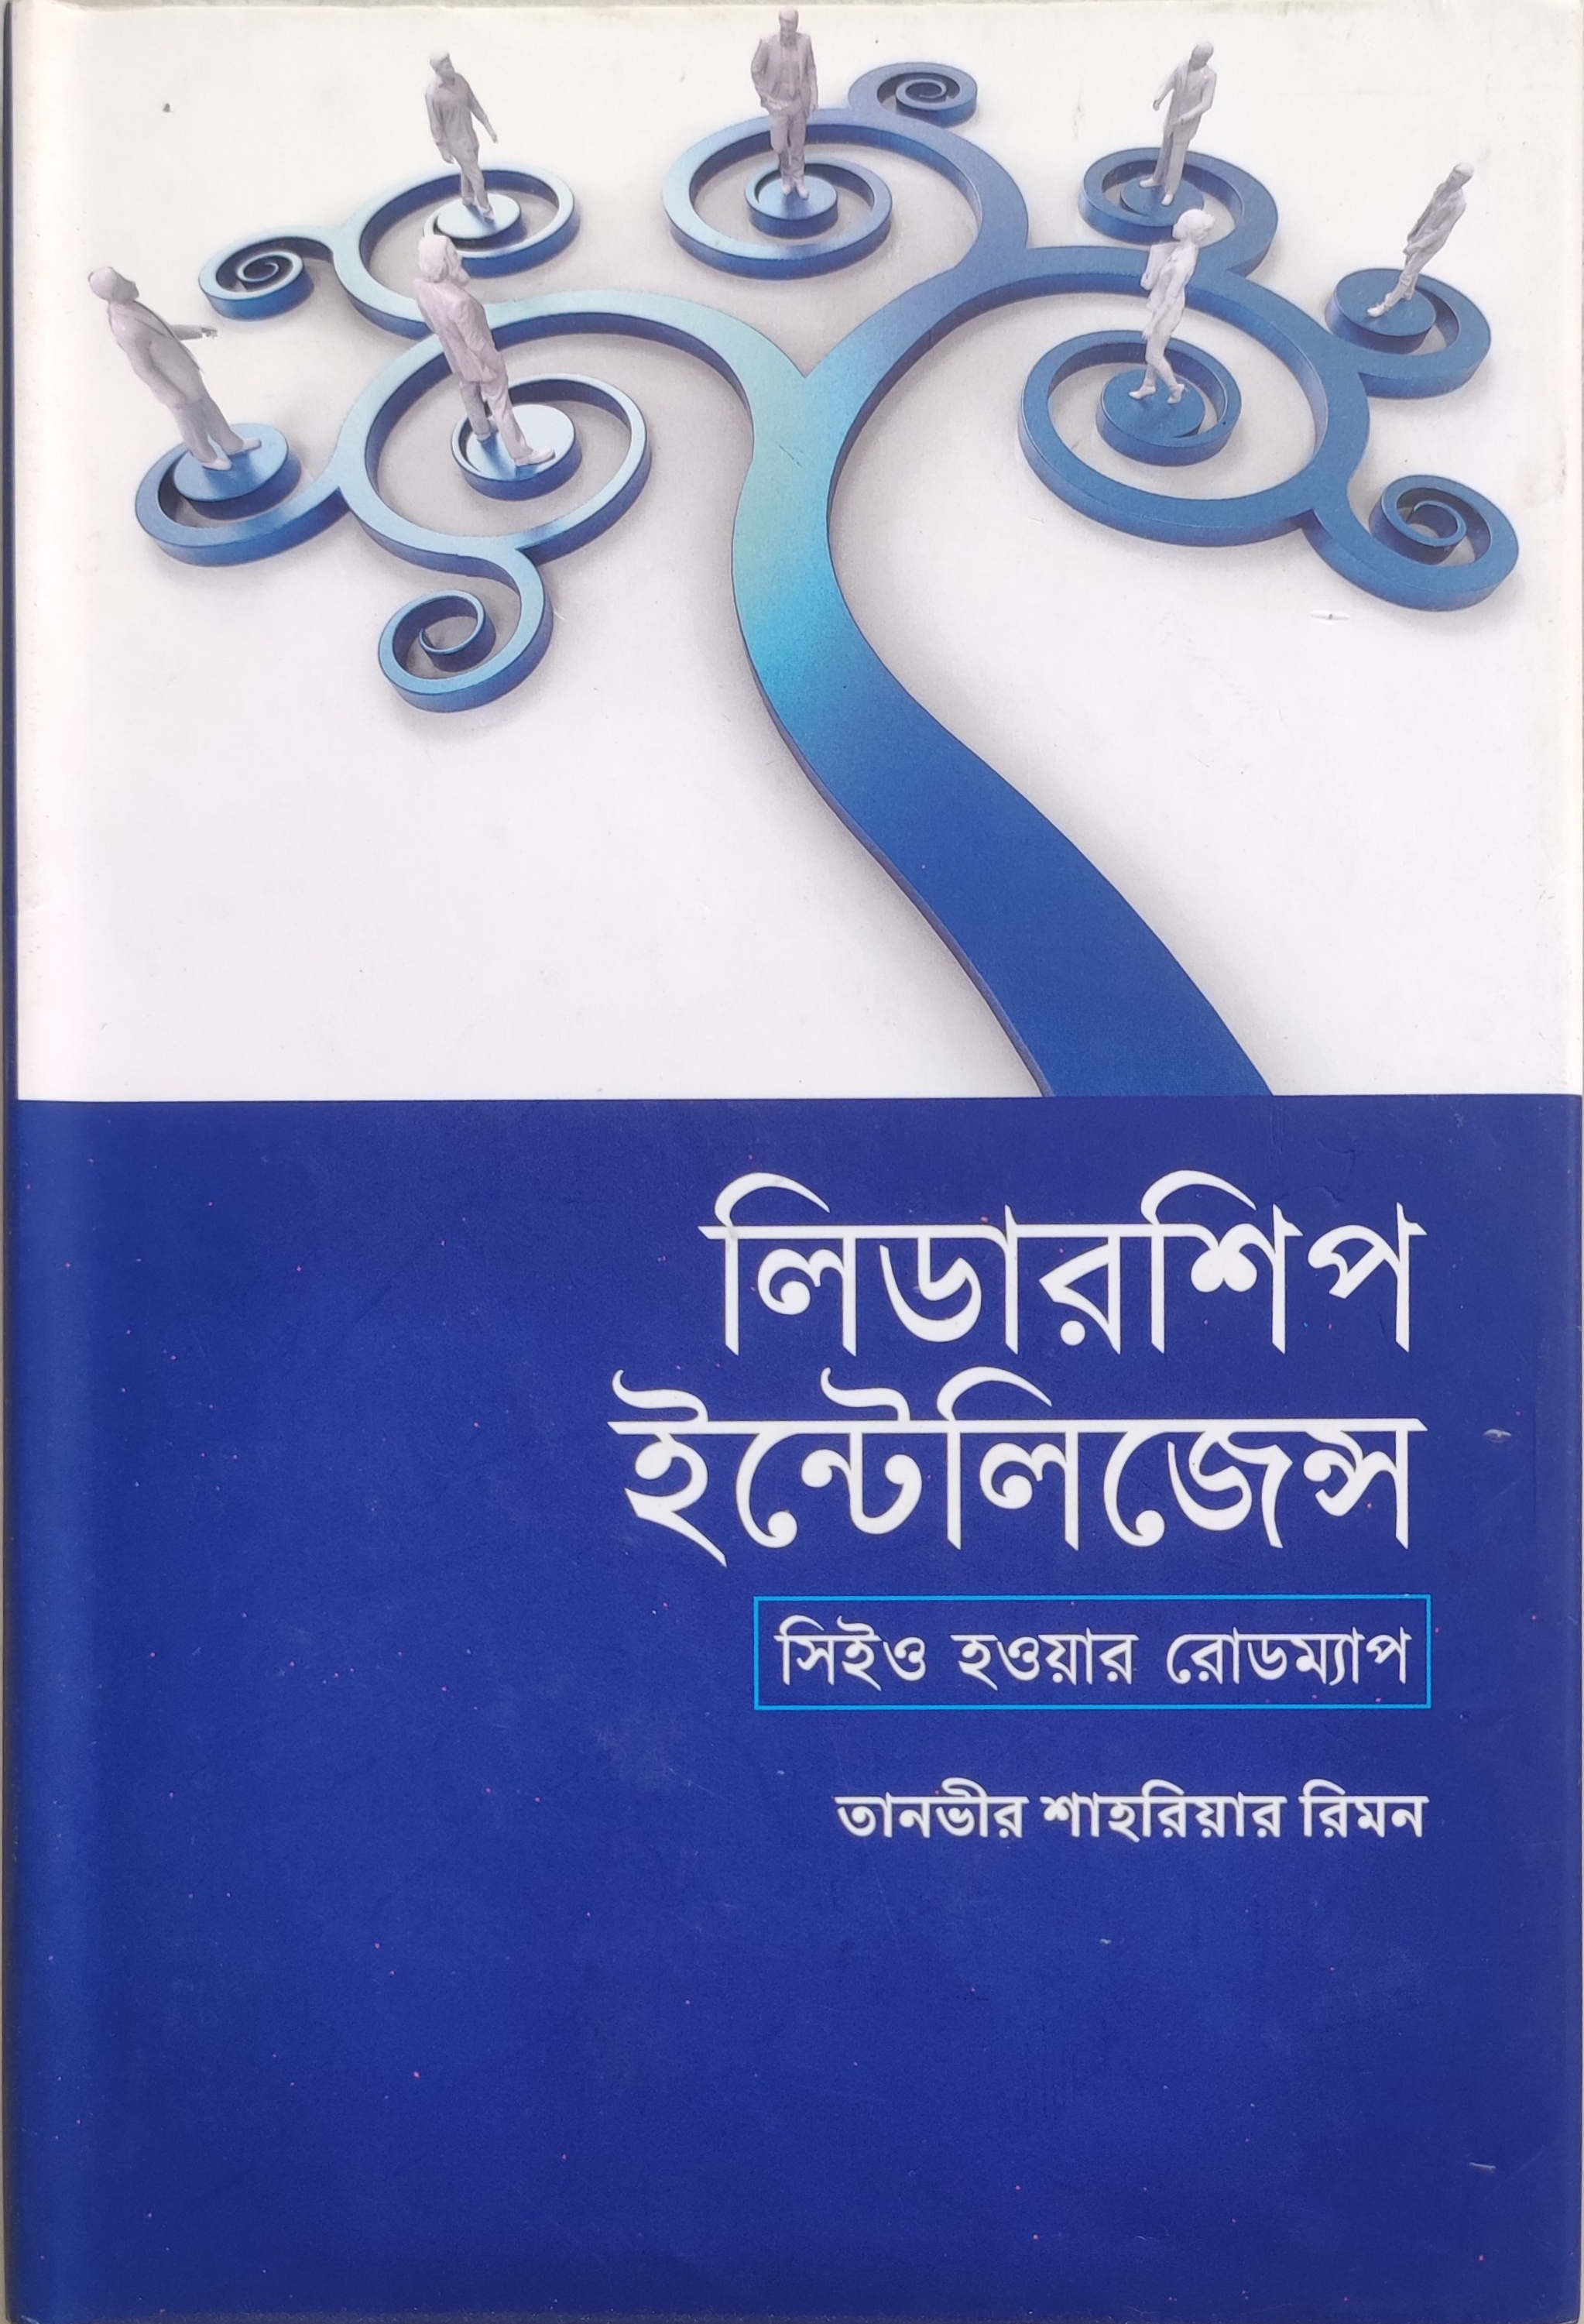 লিডারশিপ
ইন্টেলিজেন্স
সিইও হওয়ার রোডম্যাপ
তানভীর শাহরিয়ার রিমন